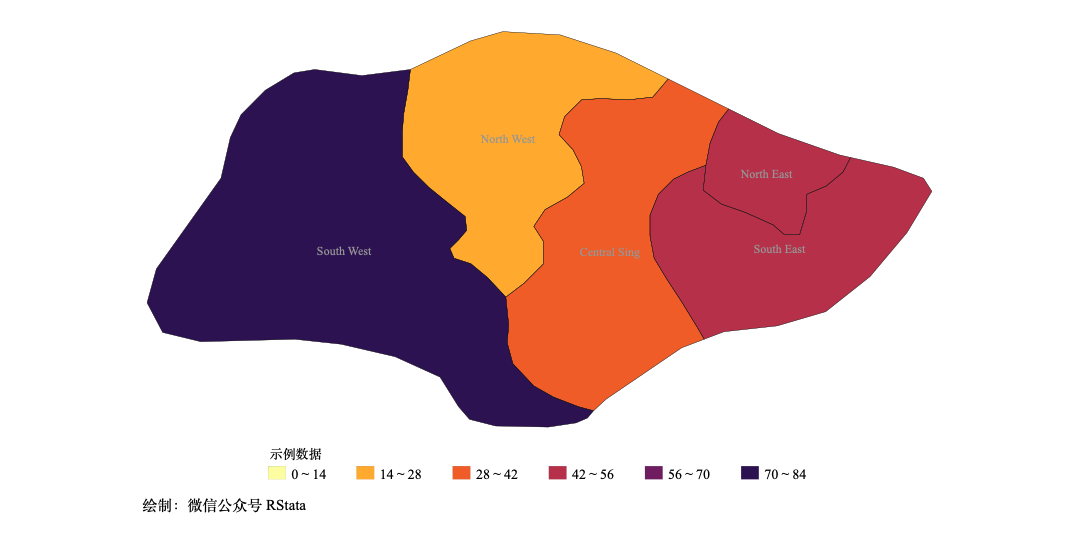 North West
North East
South West
Central Sing
South East
示例数据
0 ~ 14
14 ~ 28
28 ~ 42
42 ~ 56
56 ~ 70
70 ~ 84
绘制：微信公众号 RStata